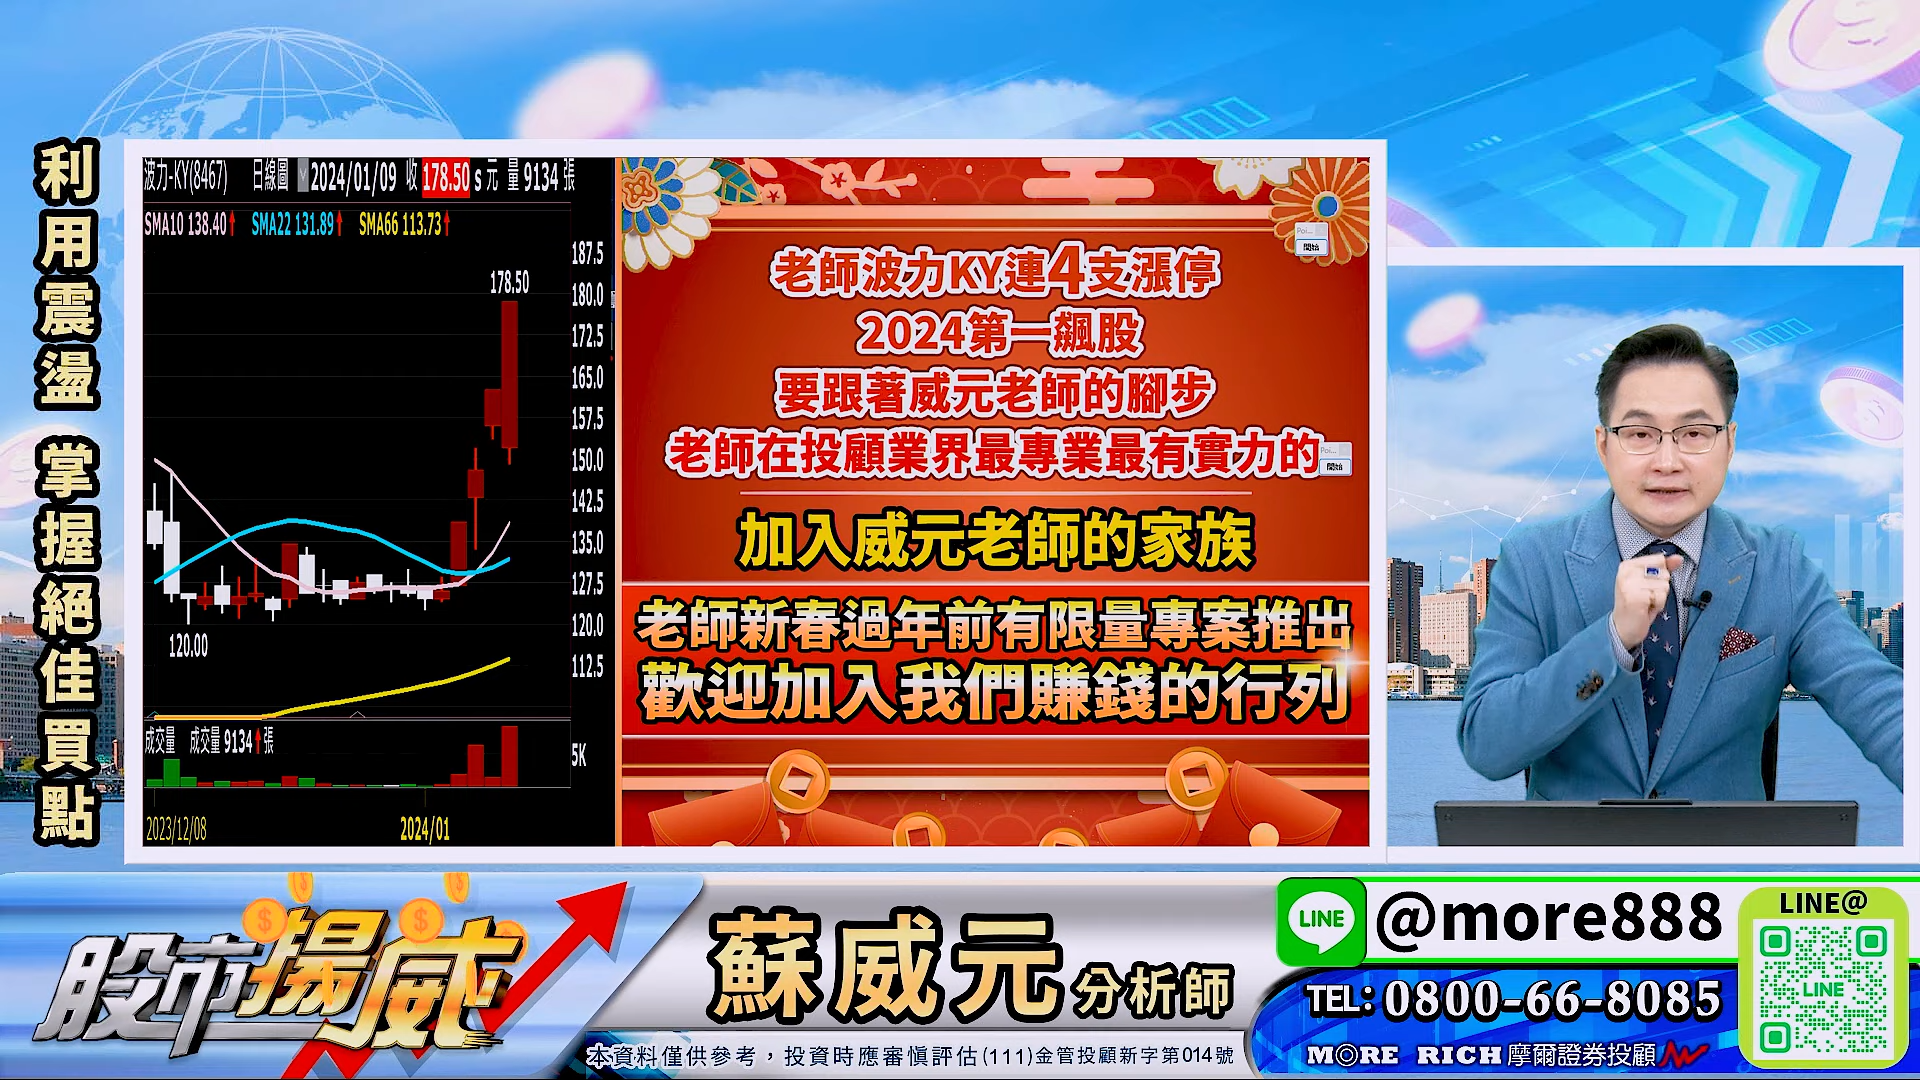 利用震盪 掌握絕佳買點
波力-KY(8467) 日線圖 2024/01/09 收 178.50 s 元 量 9134 張
SMA10 138.40↑ SMA22 131.89↑ SMA66 113.73↑
187.5
180.0
172.5
165.0
157.5
150.0
142.5
135.0
127.5
120.0
112.5
178.50
120.00
成交量 成交量 9134↑張
5K
2023/12/08
2024/01
老師波力KY連4支漲停
2024第一飆股
要跟著威元老師的腳步
老師在投顧業界最專業最有實力的
Poi...
開始
Poi...
開始
加入威元老師的家族
老師新春過年前有限量專案推出
歡迎加入我們賺錢的行列
股市揚威
蘇威元 分析師
本資料僅供參考，投資時應審慎評估(111)金管投顧新字第014號
LINE
@more888
TEL:0800-66-8085
MORE RICH 摩爾證券投顧
LINE@
LINE